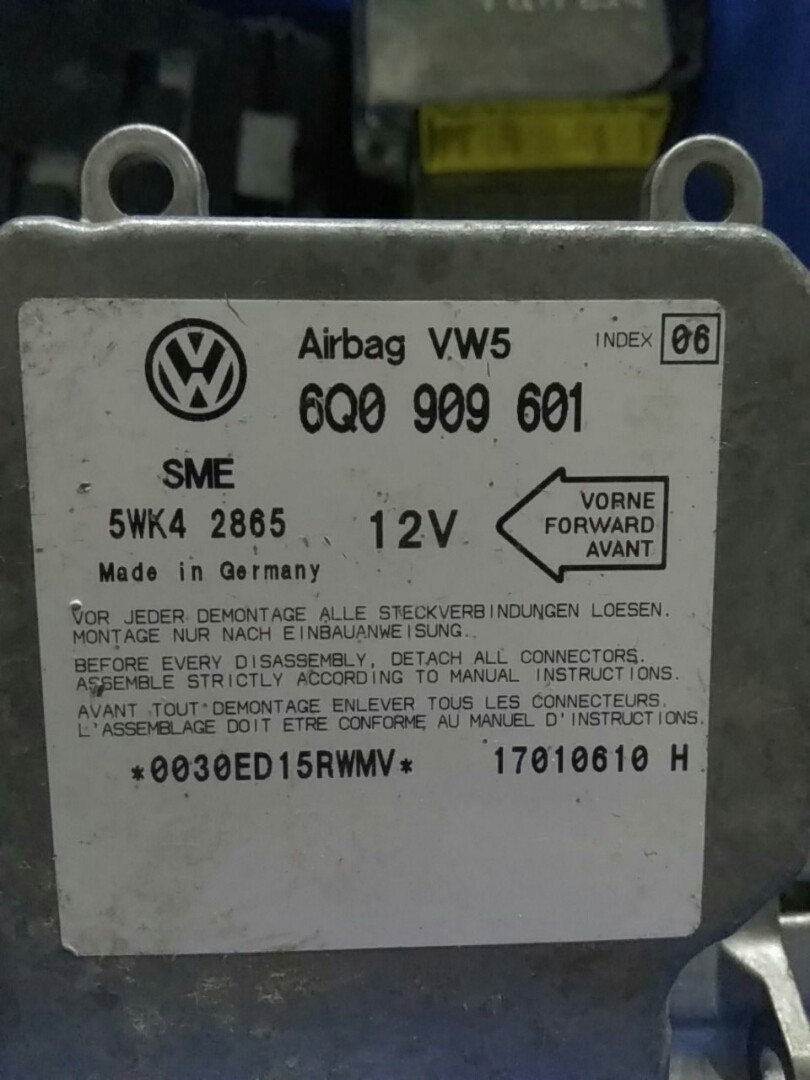 Airbag VW5 INDEX 06
6Q0 909 601
SME
5WK4 2865 12V
VORNE
FORWARD
AVANT
Made in Germany
VOR JEDER DEMONTAGE ALLE STECKVERBINDUNGEN LOESEN.
MONTAGE NUR NACH EINBAUANWEISUNG.
BEFORE EVERY DISASSEMBLY, DETACH ALL CONNECTORS.
ASSEMBLE STRICTLY ACCORDING TO MANUAL INSTRUCTIONS.
AVANT TOUT DEMONTAGE ENLEVER TOUS LES CONNECTEURS.
L'ASSEMBLAGE DOIT ETRE CONFORME AU MANUEL D'INSTRUCTIONS.
*0030ED15RWMV* 17010610 H